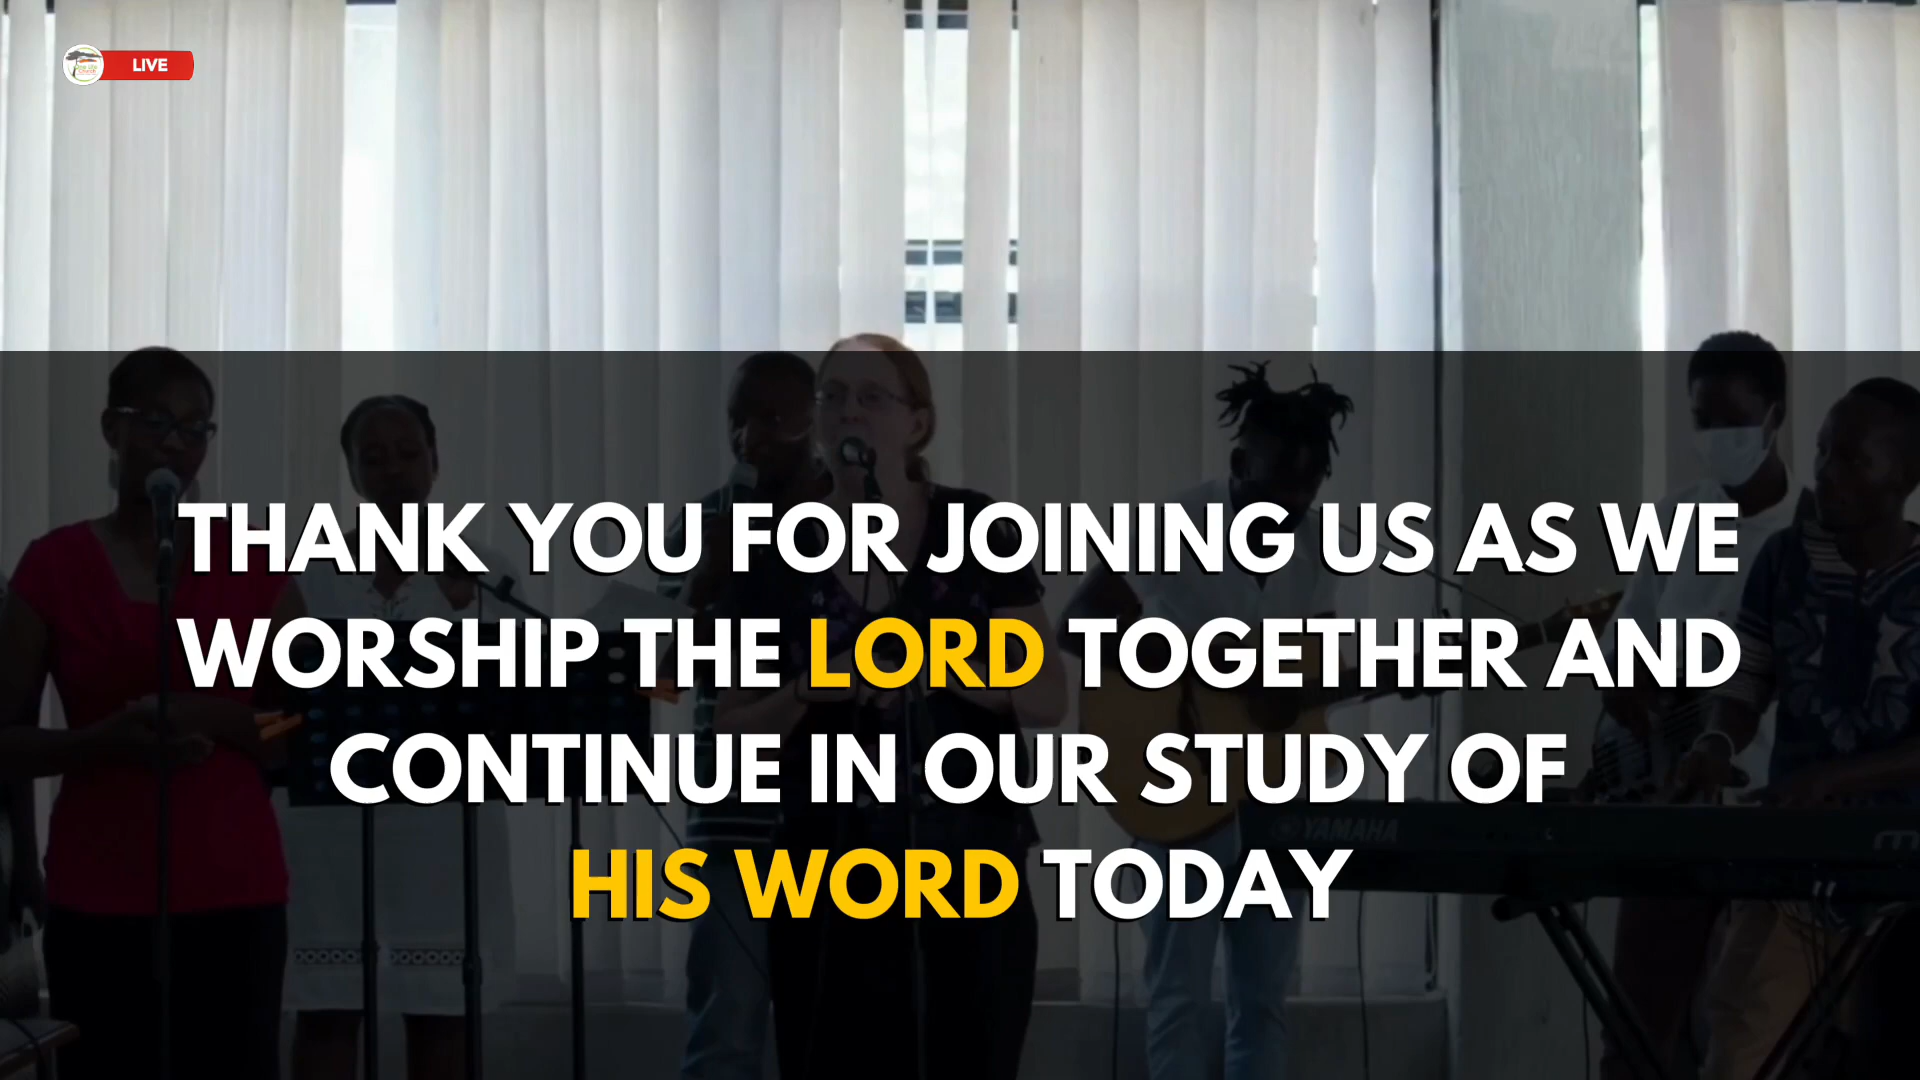 LIVE
THANK YOU FOR JOINING US AS WE
WORSHIP THE LORD TOGETHER AND
CONTINUE IN OUR STUDY OF
HIS WORD TODAY
YAMAHA